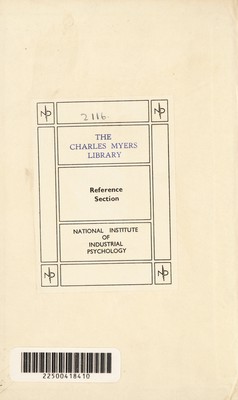 2116
THE
CHARLES MYERS
LIBRARY
Reference
Section
NATIONAL INSTITUTE
OF
INDUSTRIAL
PSYCHOLOGY
22500418410